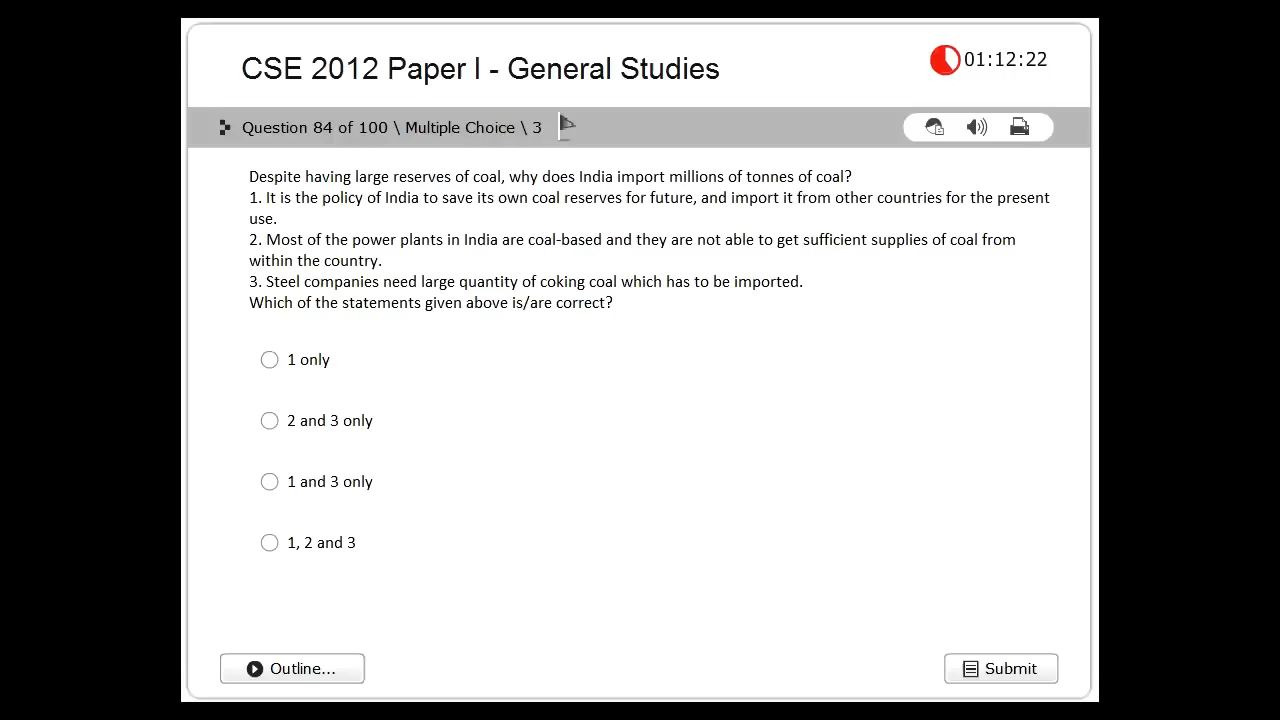 CSE 2012 Paper I - General Studies
01:12:22
Question 84 of 100 \ Multiple Choice \ 3
Despite having large reserves of coal, why does India import millions of tonnes of coal?
1. It is the policy of India to save its own coal reserves for future, and import it from other countries for the present
use.
2. Most of the power plants in India are coal-based and they are not able to get sufficient supplies of coal from
within the country.
3. Steel companies need large quantity of coking coal which has to be imported.
Which of the statements given above is/are correct?
1 only
2 and 3 only
1 and 3 only
1, 2 and 3
Outline...
Submit